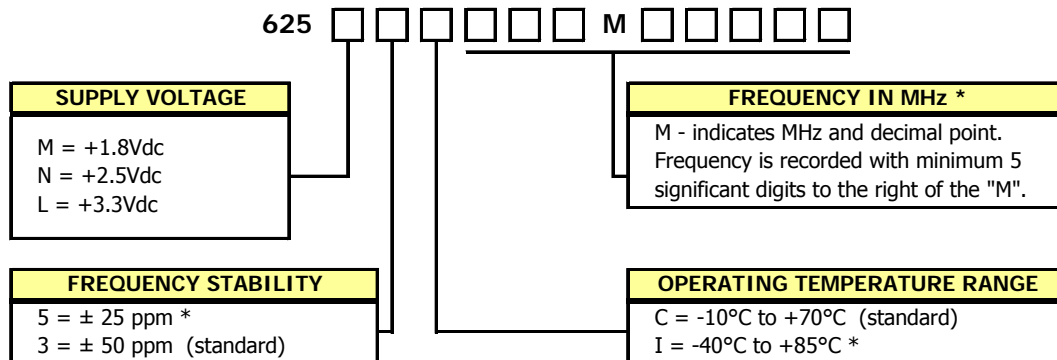 625 M
SUPPLY VOLTAGE
M = +1.8Vdc
N = +2.5Vdc
L = +3.3Vdc
FREQUENCY IN MHz *
M - indicates MHz and decimal point.
Frequency is recorded with minimum 5
significant digits to the right of the "M".
FREQUENCY STABILITY
5 = ± 25 ppm *
3 = ± 50 ppm (standard)
OPERATING TEMPERATURE RANGE
C = -10°C to +70°C (standard)
I = -40°C to +85°C *